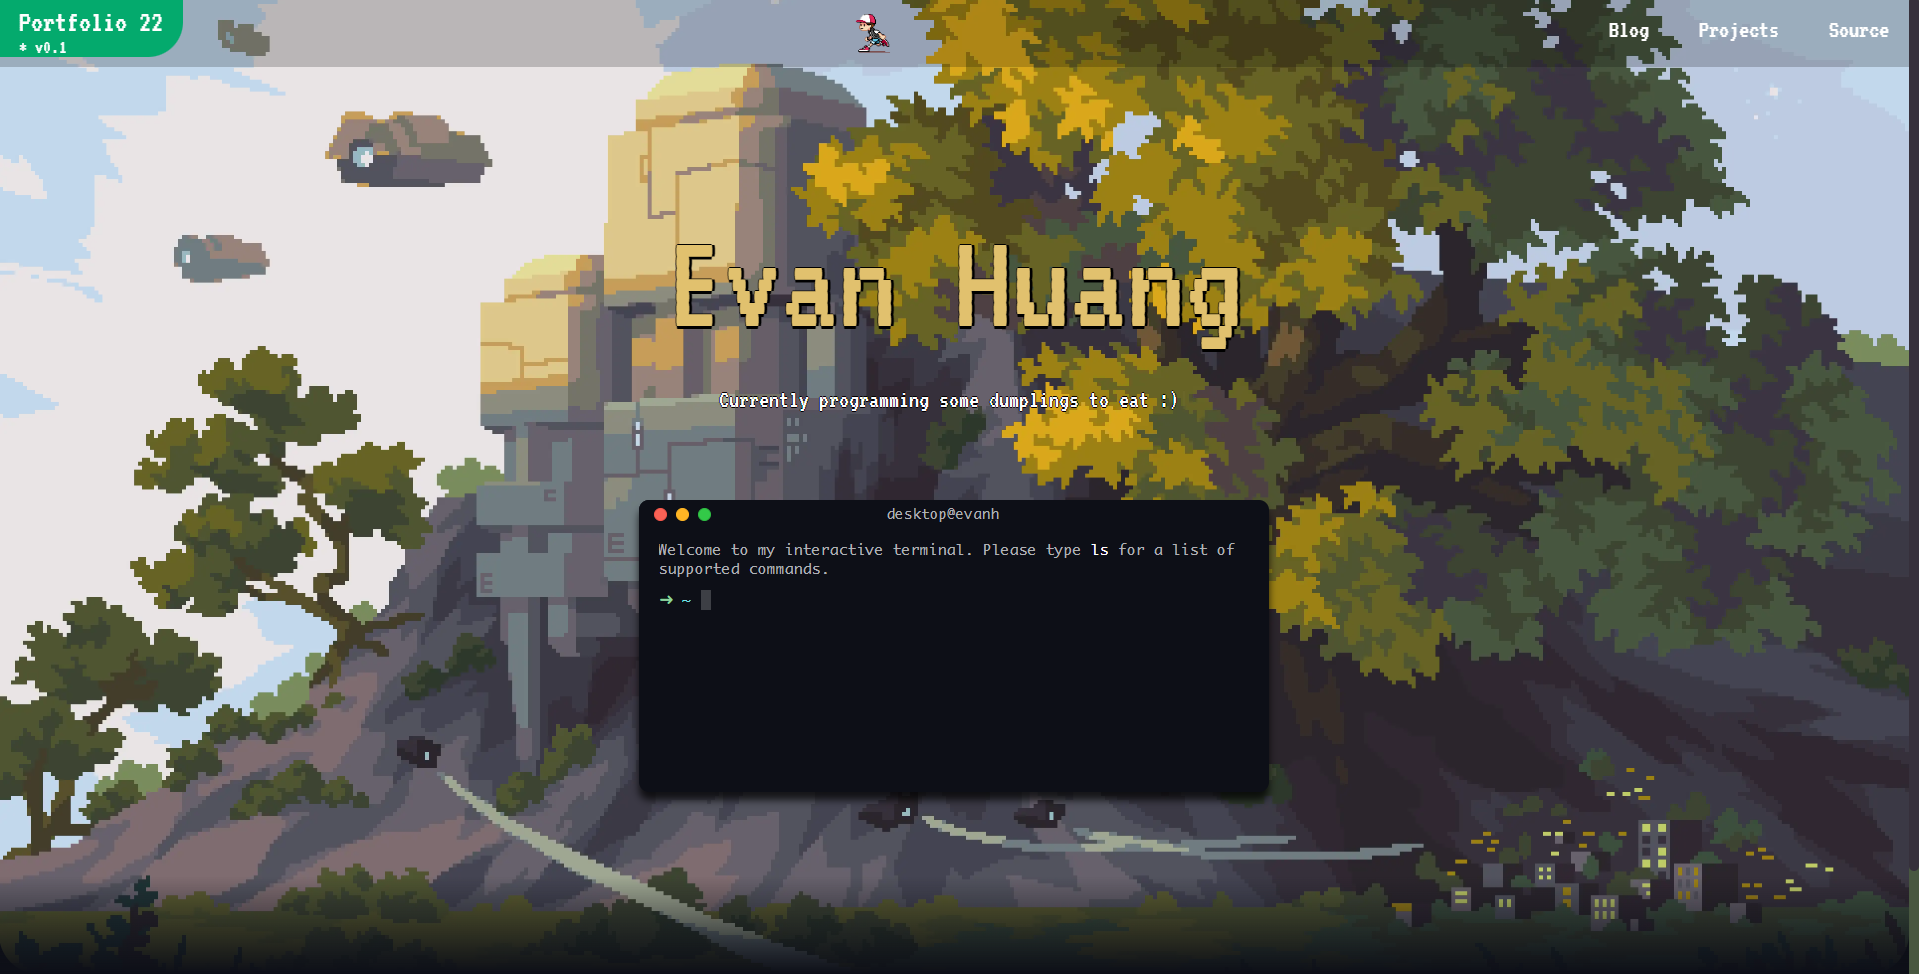 Portfolio 22
* v0.1
Blog Projects Source
Evan Huang
Currently programming some dumplings to eat :)
desktop@evanh
Welcome to my interactive terminal. Please type ls for a list of
supported commands.
➜ ~